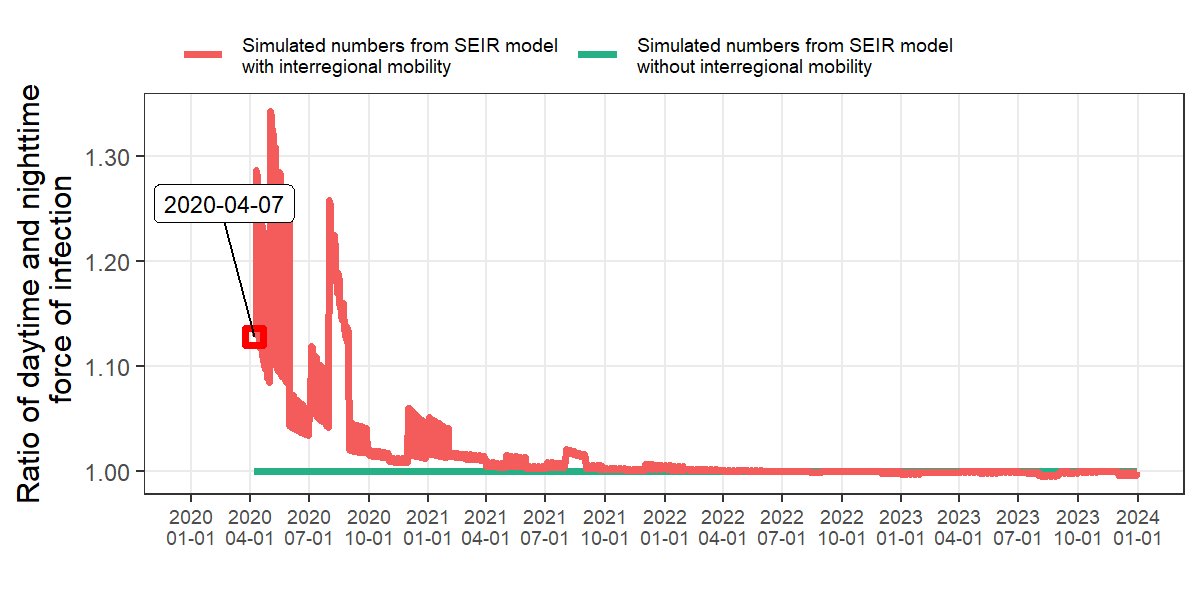 Simulated numbers from SEIR model
with interregional mobility
Simulated numbers from SEIR model
without interregional mobility
Ratio of daytime and nighttime
force of infection
1.30
1.20
1.10
1.00
2020-04-07
2020 2020 2020 2020 2021 2021 2021 2021 2022 2022 2022 2022 2023 2023 2023 2023 2024
01-01 04-01 07-01 10-01 01-01 04-01 07-01 10-01 01-01 04-01 07-01 10-01 01-01 04-01 07-01 10-01 01-01